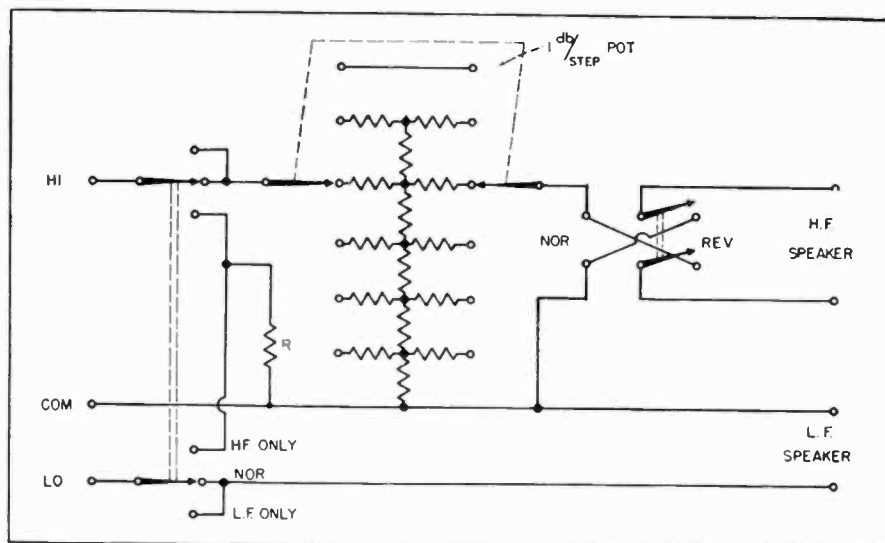 1 db/STEP POT
HI
NOR
REV
H.F.
SPEAKER
R
COM
L.F.
SPEAKER
HF ONLY
LO
NOR
L.F. ONLY